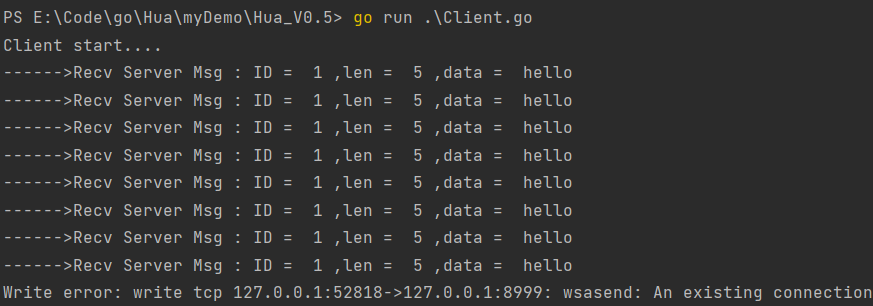 PS E:\Code\go\Hua\myDemo\Hua_V0.5> go run .\Client.go
Client start....
------>Recv Server Msg : ID =  1 ,len =  5 ,data =  hello
------>Recv Server Msg : ID =  1 ,len =  5 ,data =  hello
------>Recv Server Msg : ID =  1 ,len =  5 ,data =  hello
------>Recv Server Msg : ID =  1 ,len =  5 ,data =  hello
------>Recv Server Msg : ID =  1 ,len =  5 ,data =  hello
------>Recv Server Msg : ID =  1 ,len =  5 ,data =  hello
------>Recv Server Msg : ID =  1 ,len =  5 ,data =  hello
------>Recv Server Msg : ID =  1 ,len =  5 ,data =  hello
Write error: write tcp 127.0.0.1:52818->127.0.0.1:8999: wsasend: An existing connection